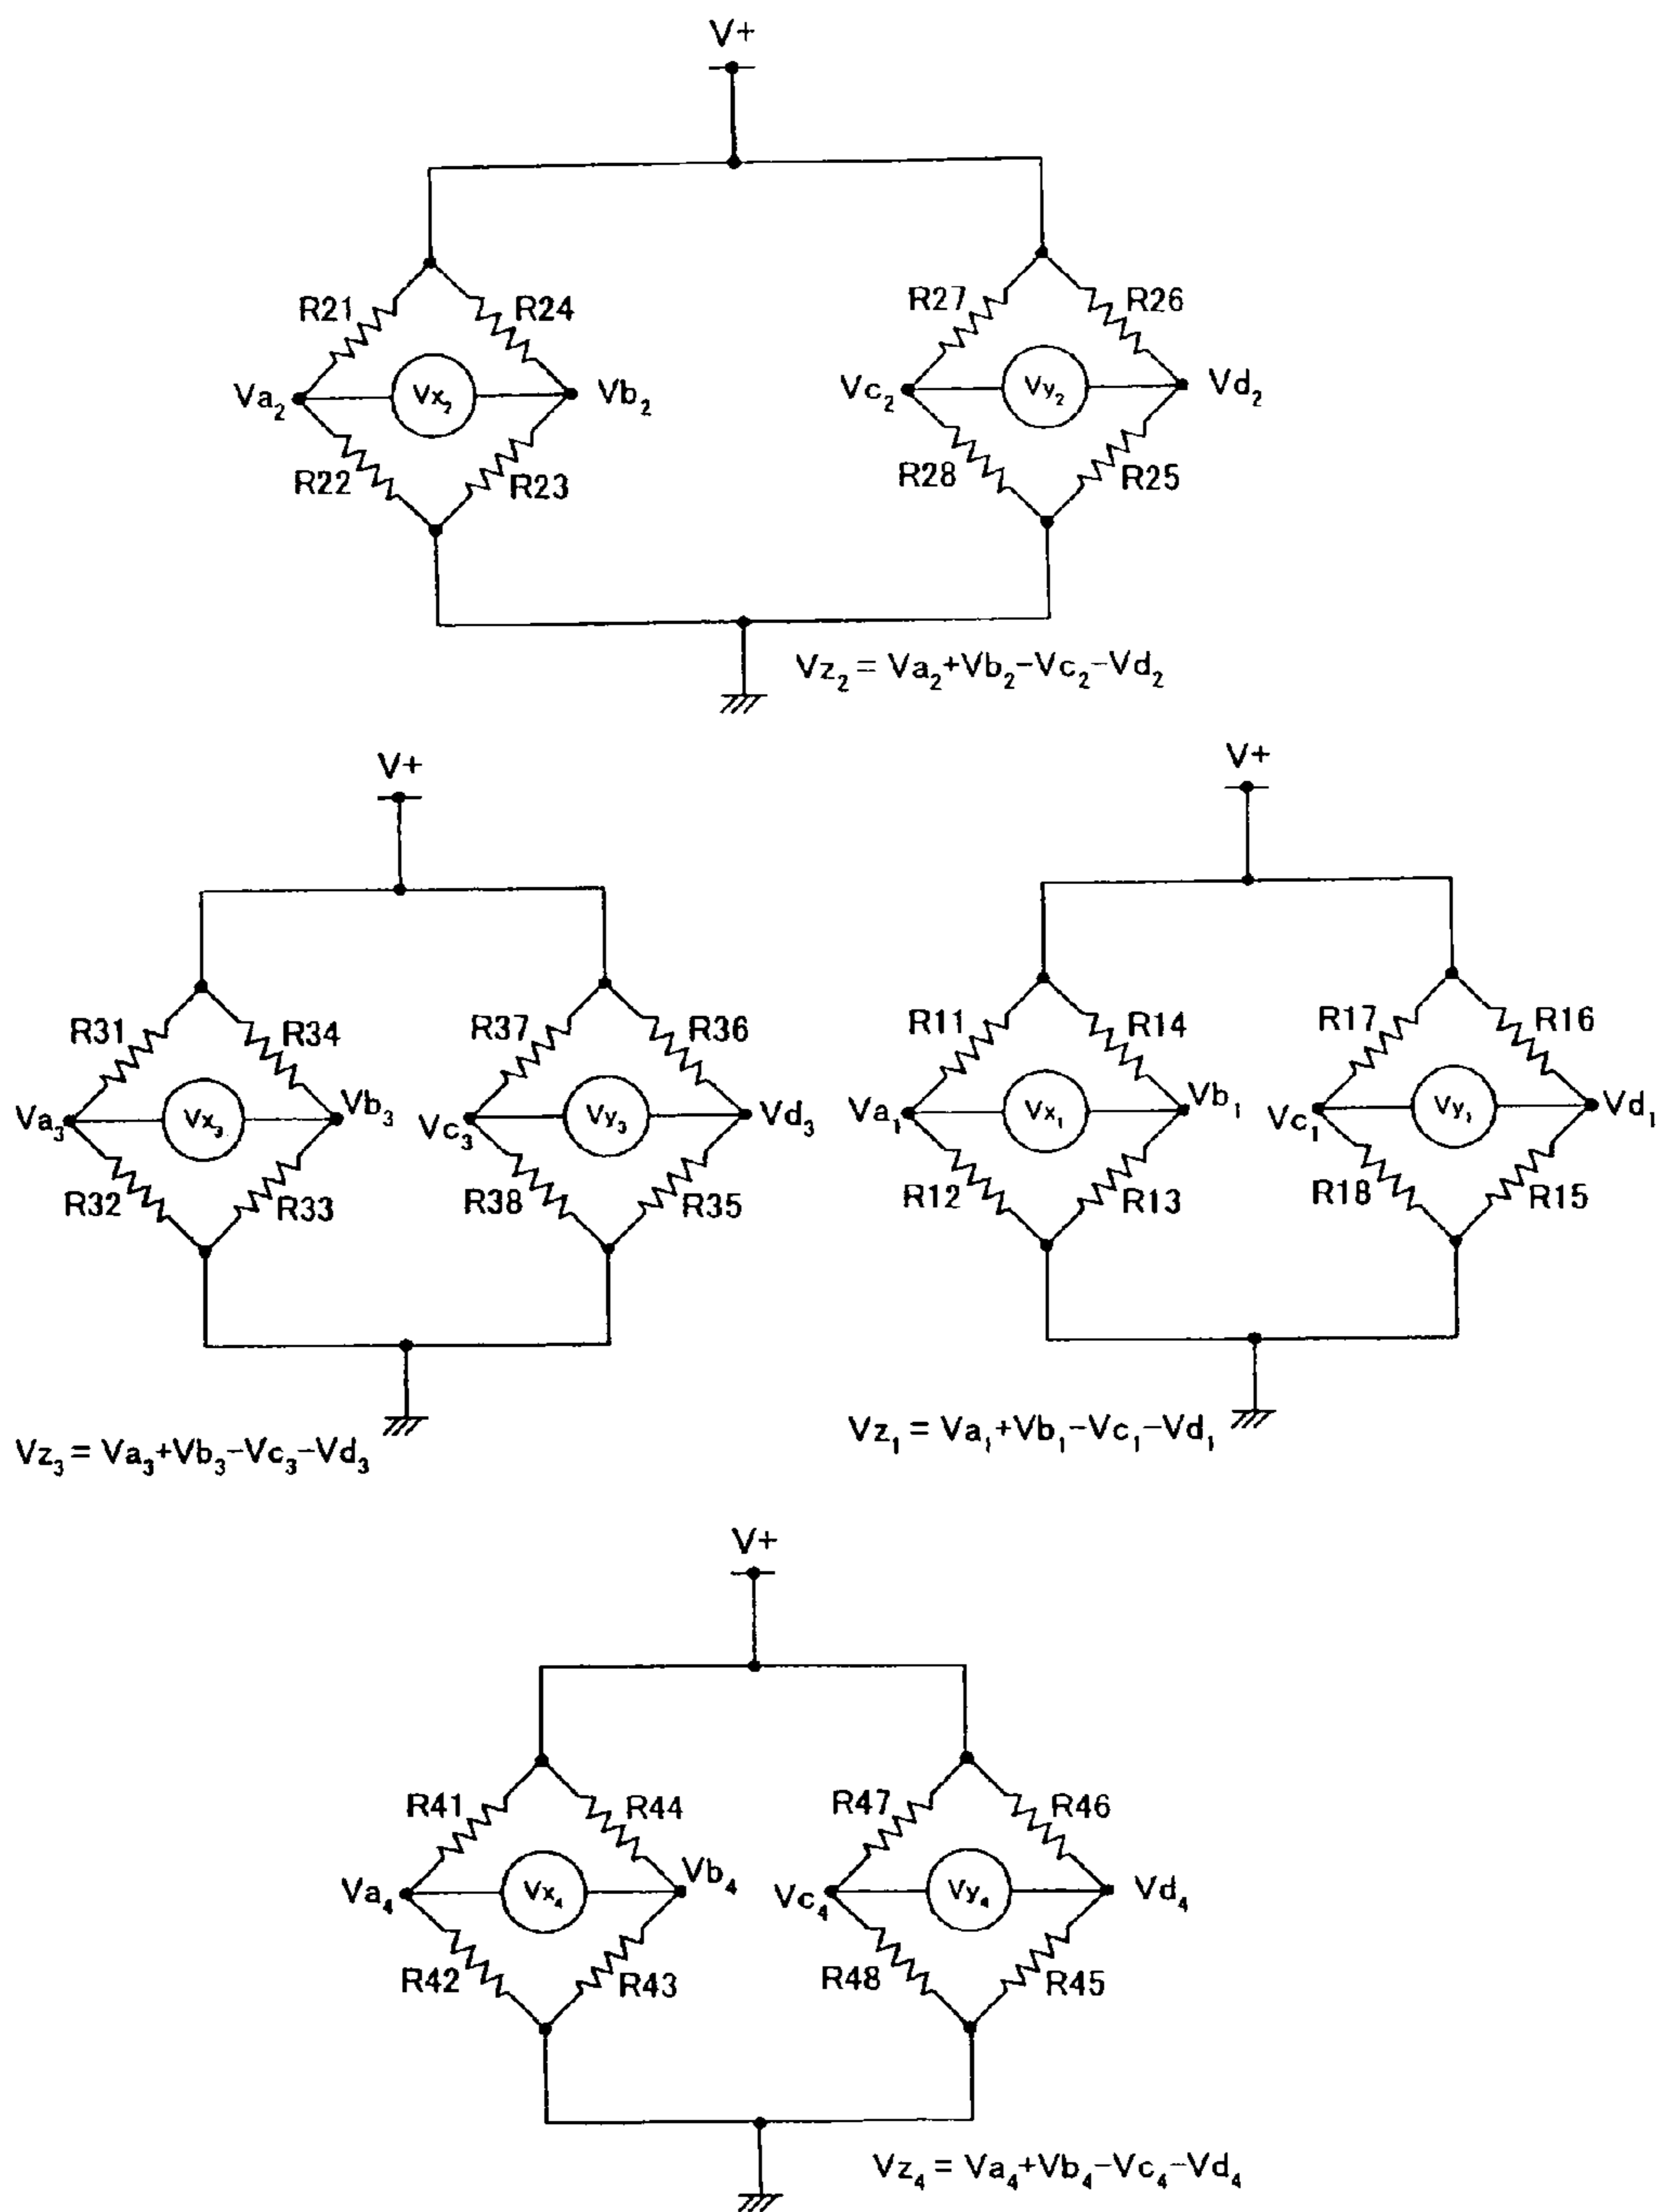 V+
R21
R24
R27
R26
Va₂
Vx₂
Vb₂
Vc₂
Vy₂
Vd₂
R22
R23
R28
R25
Vz₂ = Va₂+Vb₂-Vc₂-Vd₂
V+
V+
R31
R34
R37
R36
R11
R14
R17
R16
Va₃
Vx₃
Vb₃
Vc₃
Vy₃
Vd₃
Va₁
Vx₁
Vb₁
Vc₁
Vy₁
Vd₁
R32
R33
R38
R35
R12
R13
R18
R15
Vz₃ = Va₃+Vb₃-Vc₃-Vd₃
Vz₁ = Va₁+Vb₁-Vc₁-Vd₁
V+
R41
R44
R47
R46
Va₄
Vx₄
Vb₄
Vc₄
Vy₄
Vd₄
R42
R43
R48
R45
Vz₄ = Va₄+Vb₄-Vc₄-Vd₄